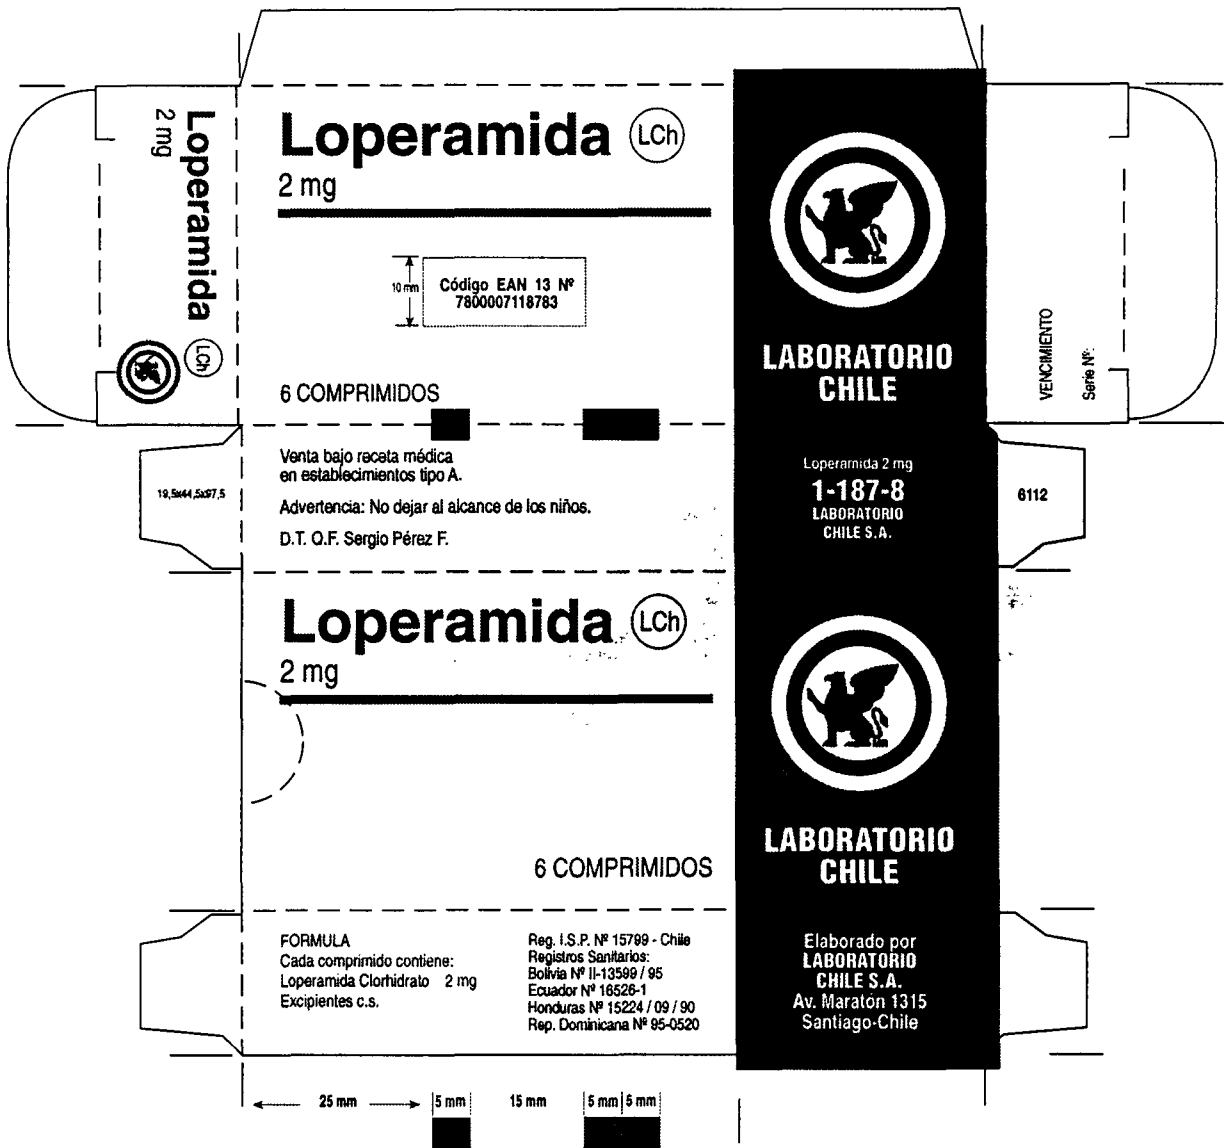 Loperamida LCh
2 mg
Loperamida LCh
2 mg
10 mm
Código EAN 13 Nº
7800007118783
6 COMPRIMIDOS
LABORATORIO
CHILE
VENCIMIENTO
Serie Nº:
19,5x44,5x97,5
Venta bajo receta médica
en establecimientos tipo A.
Advertencia: No dejar al alcance de los niños.
D.T. Q.F. Sergio Pérez F.
Loperamida 2 mg
1-187-8
LABORATORIO
CHILE S.A.
6112
Loperamida LCh
2 mg
6 COMPRIMIDOS
LABORATORIO
CHILE
FORMULA
Cada comprimido contiene:
Loperamida Clorhidrato 2 mg
Excipientes c.s.
Reg. I.S.P. Nº 15799 - Chile
Registros Sanitarios:
Bolivia Nº II-13599 / 95
Ecuador Nº 16526-1
Honduras Nº 15224 / 09 / 90
Rep. Dominicana Nº 95-0520
Elaborado por
LABORATORIO
CHILE S.A.
Av. Maratón 1315
Santiago-Chile
25 mm 5 mm 15 mm 5 mm 5 mm